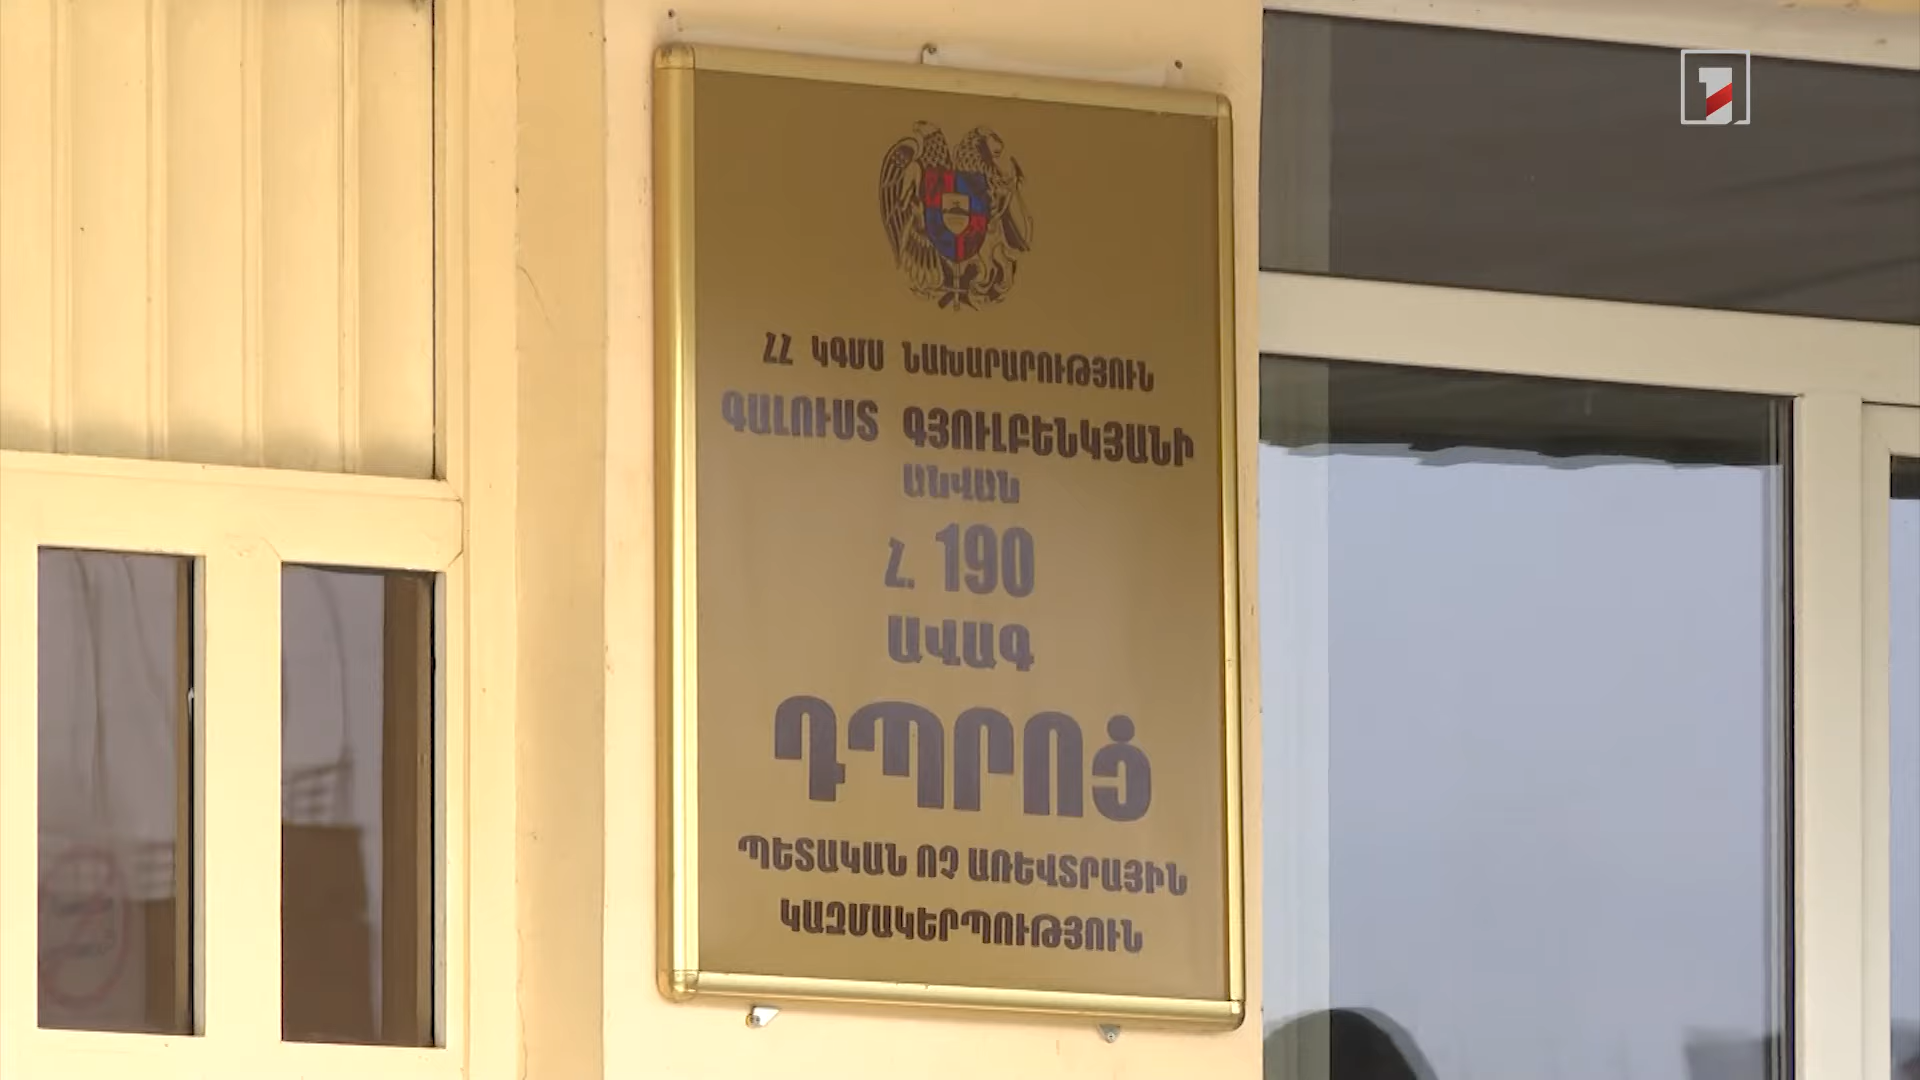 ՀՀ ԿԳՄՍ ՆԱԽԱՐԱՐՈՒԹՅՈՒՆ
ԳԱԼՈՒՍՏ ԳՅՈՒԼԲԵՆԿՅԱՆԻ
ԱՆՎԱՆ
Հ. 190
ԱՎԱԳ
ԴՊՐՈՑ
ՊԵՏԱԿԱՆ ՈՉ ԱՌԵՎՏՐԱՅԻՆ
ԿԱԶՄԱԿԵՐՊՈՒԹՅՈՒՆ